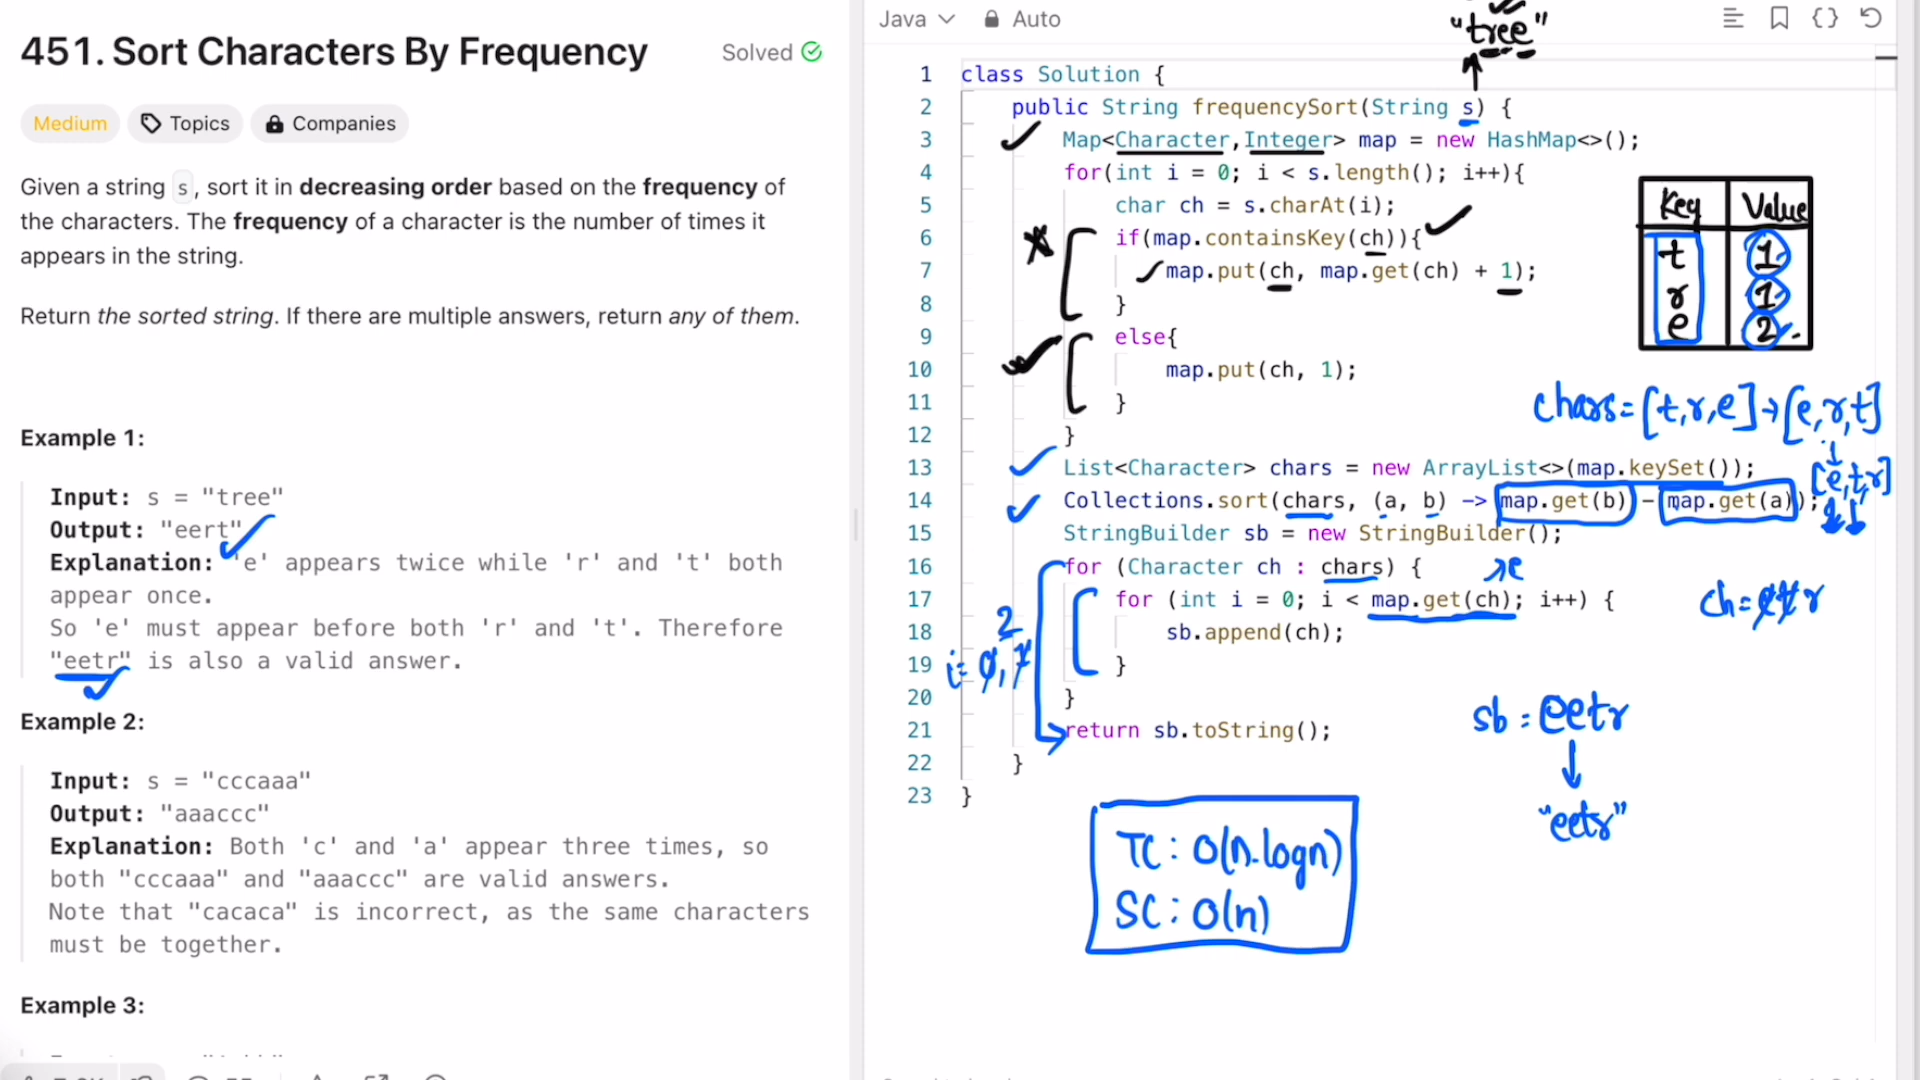 451. Sort Characters By Frequency
Solved
Medium
Topics
Companies
Given a string s, sort it in decreasing order based on the frequency of
the characters. The frequency of a character is the number of times it
appears in the string.
Return the sorted string. If there are multiple answers, return any of them.
Example 1:
Input: s = "tree"
Output: "eert"
Explanation: 'e' appears twice while 'r' and 't' both
appear once.
So 'e' must appear before both 'r' and 't'. Therefore
"eetr" is also a valid answer.
Example 2:
Input: s = "cccaaa"
Output: "aaaccc"
Explanation: Both 'c' and 'a' appear three times, so
both "cccaaa" and "aaaccc" are valid answers.
Note that "cacaca" is incorrect, as the same characters
must be together.
Example 3:
Java
Auto
"tree"
1 class Solution {
2 public String frequencySort(String s) {
3 Map<Character,Integer> map = new HashMap<>();
4 for(int i = 0; i < s.length(); i++){
5 char ch = s.charAt(i);
6 if(map.containsKey(ch)){
7 map.put(ch, map.get(ch) + 1);
8 }
9 else{
10 map.put(ch, 1);
11 }
12 }
13 List<Character> chars = new ArrayList<>(map.keySet());
14 Collections.sort(chars, (a, b) -> map.get(b) - map.get(a));
15 StringBuilder sb = new StringBuilder();
16 for (Character ch : chars) {
17 for (int i = 0; i < map.get(ch); i++) {
18 sb.append(ch);
19 }
20 }
21 return sb.toString();
22 }
23 }
Key Value
t 1
r 1
e 2
chars=[t,r,e]→[e,r,t]
[e,t,r]
ch=e t r
2
i=0,1
sb : eetr
"eetr"
TC: O(n.logn)
SC: O(n)